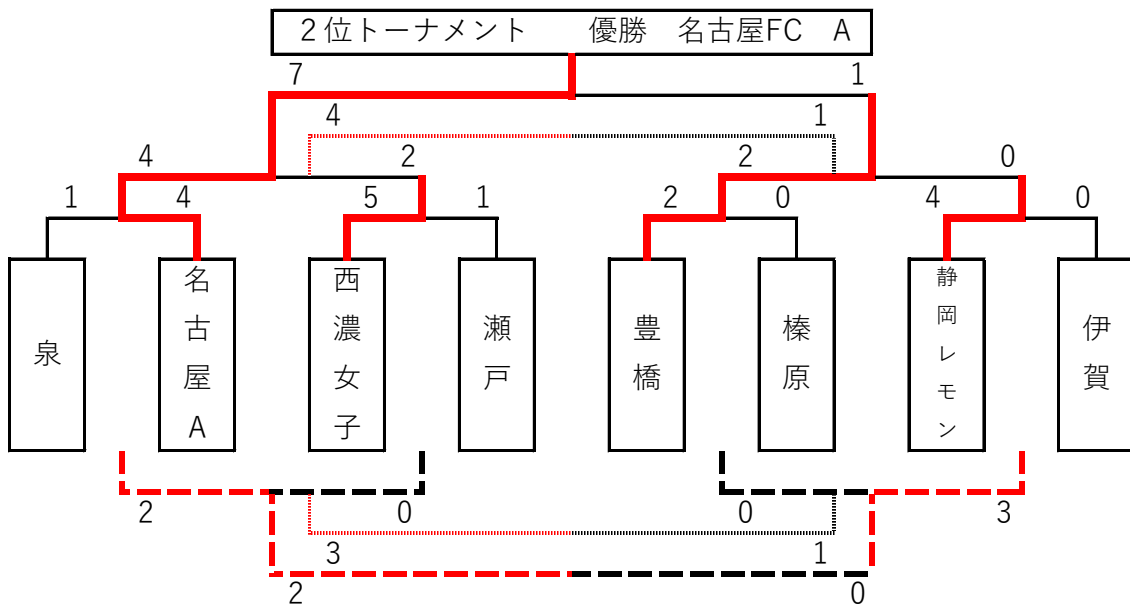 ２位トーナメント　　優勝　名古屋FC　A
7 1
4 1
4 2 2 0
1 4 5 1 2 0 4 0
泉
名古屋A
西濃女子
瀬戸
豊橋
榛原
静岡レモン
伊賀
2 0 0 3
3 1
2 0